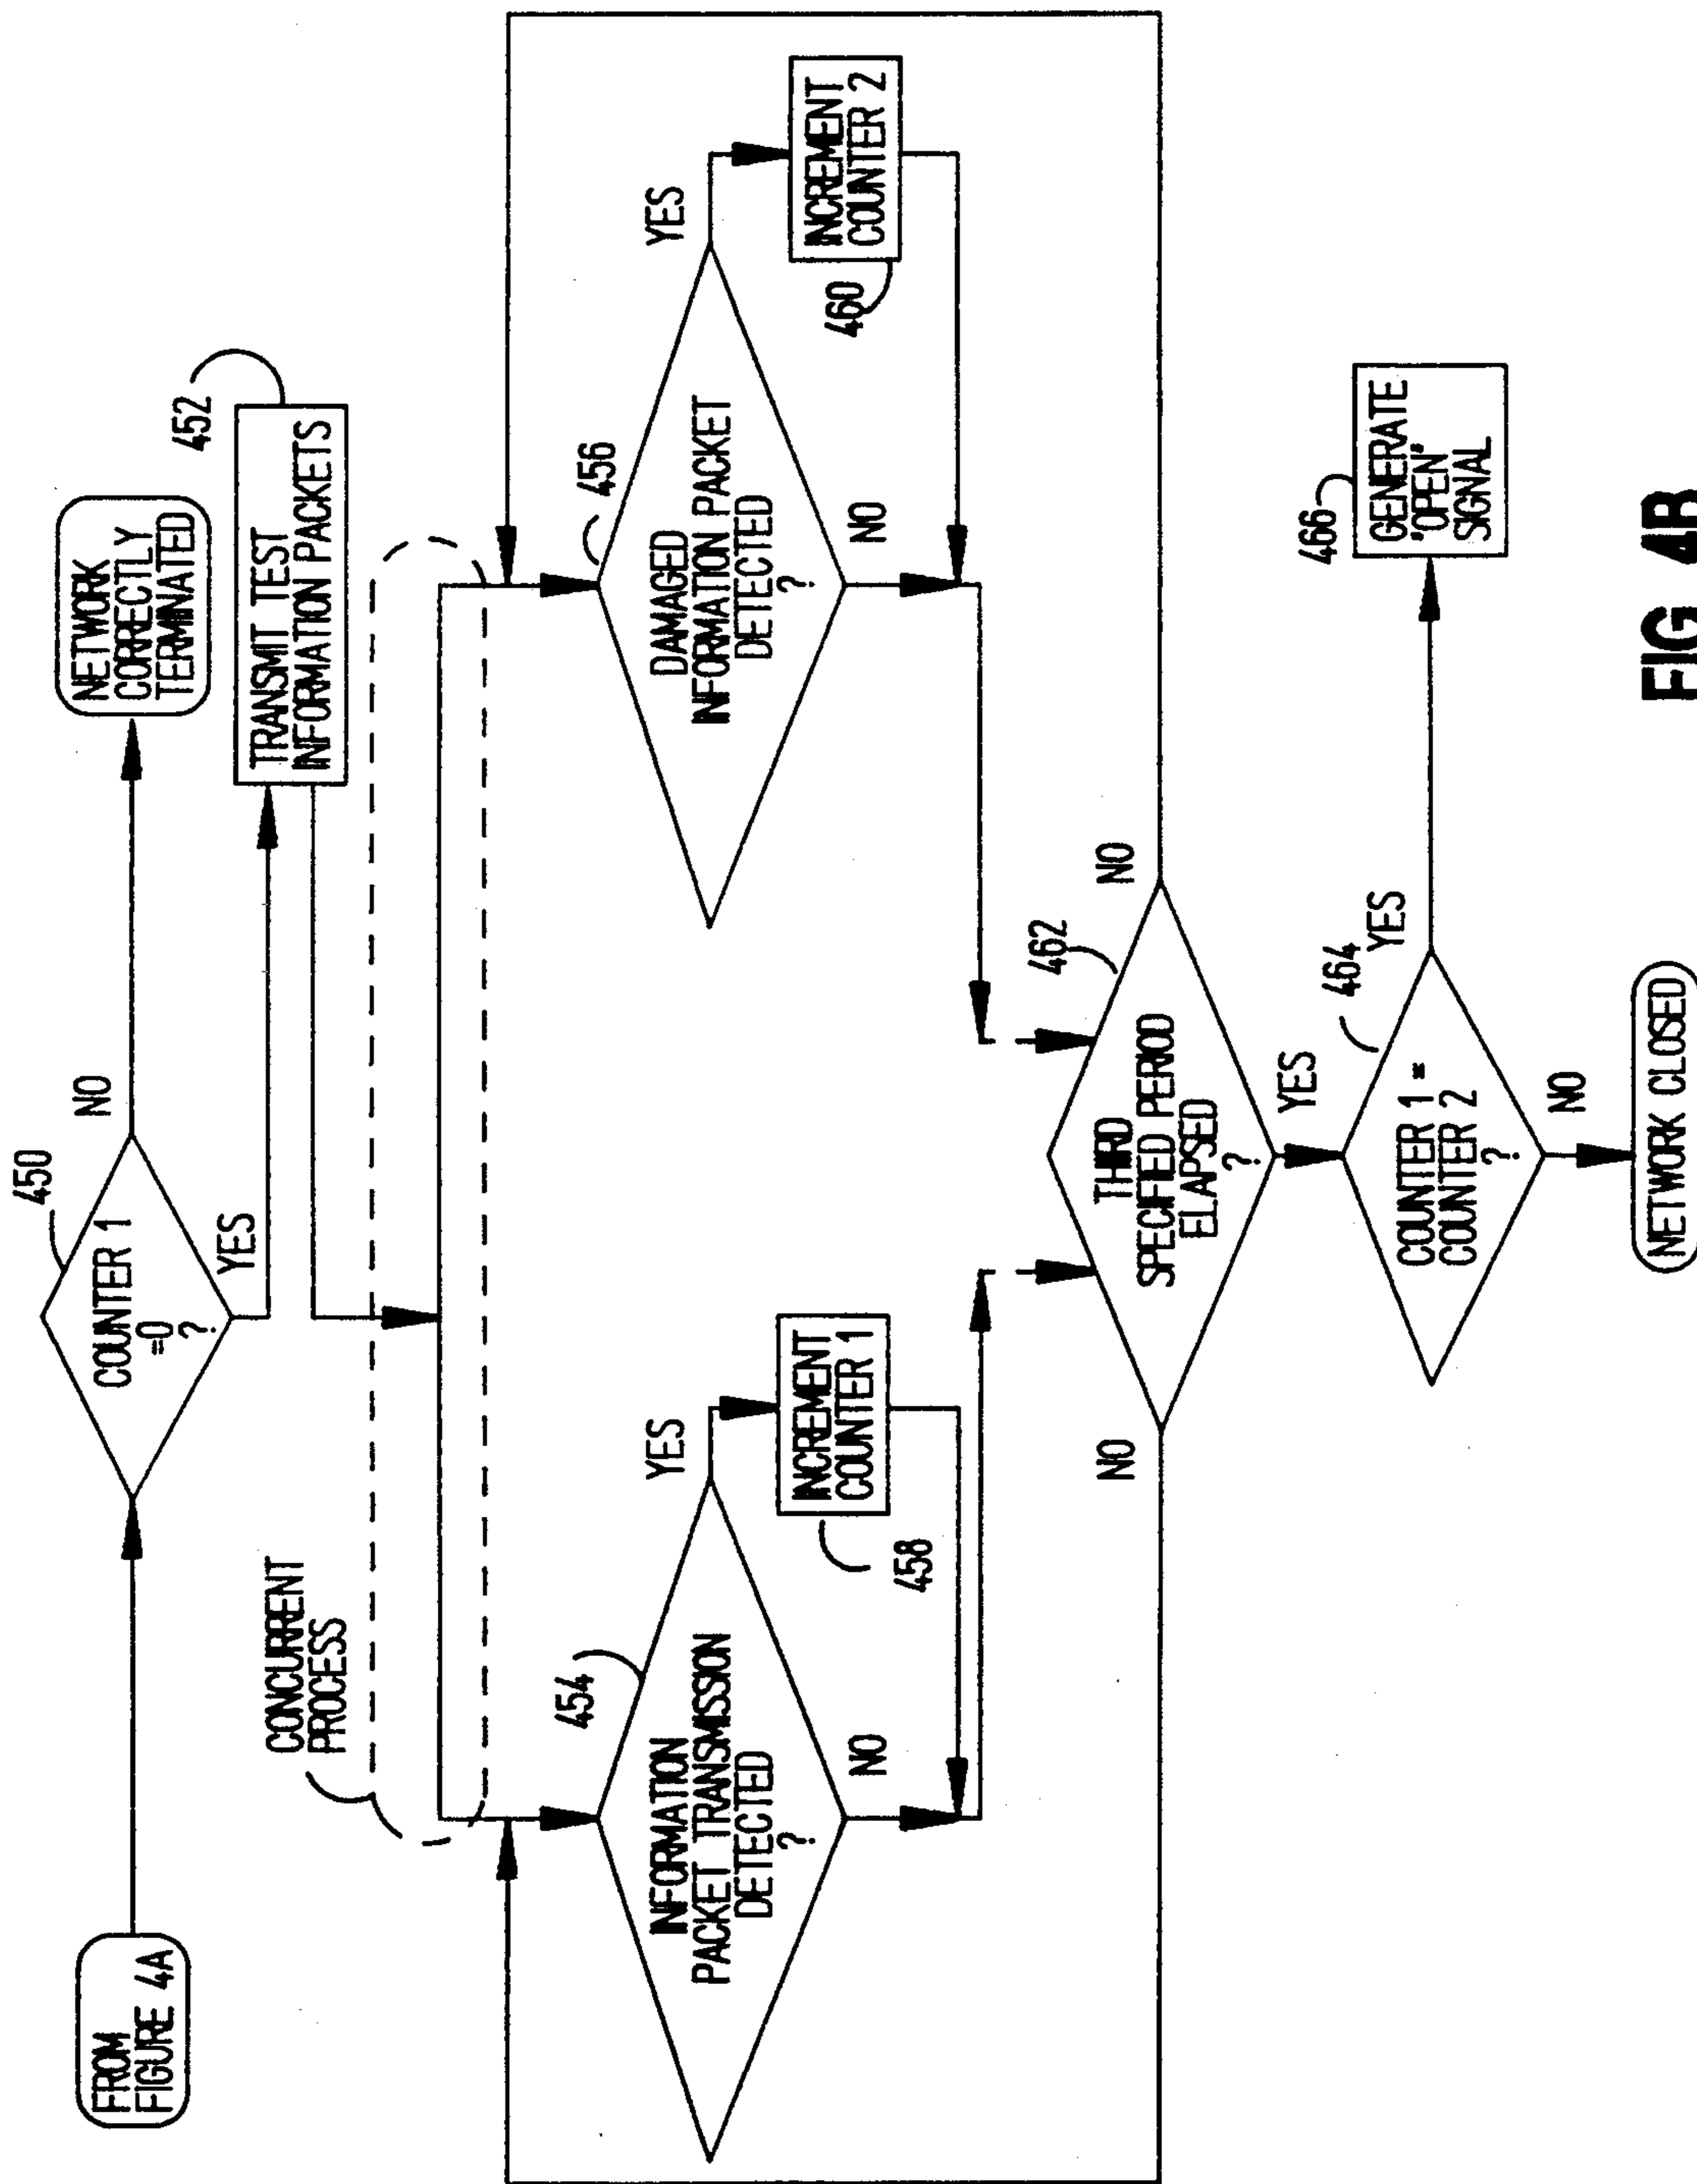 FROM
FIGURE 4A
450
COUNTER 1
=0
?
NO
YES
NETWORK
CORRECTLY
TERMINATED
452
TRANSMIT TEST
INFORMATION PACKETS
CONCURRENT
PROCESS
454
INFORMATION
PACKET TRANSMISSION
DETECTED
?
YES
NO
INCREMENT
COUNTER 1
458
456
DAMAGED
INFORMATION PACKET
DETECTED
?
YES
NO
INCREMENT
COUNTER 2
460
462
THIRD
SPECIFIED PERIOD
ELAPSED
?
NO
NO
YES
464
COUNTER 1 =
COUNTER 2
?
YES
NO
466
GENERATE
"OPEN"
SIGNAL
NETWORK CLOSED
FIG 4B